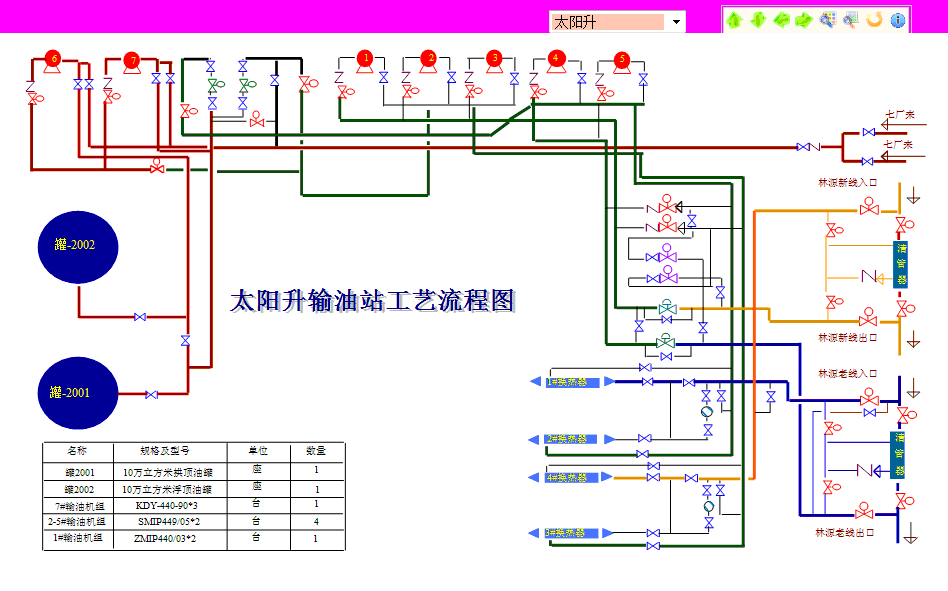 太阳升
6
7
1
2
3
4
5
七厂来
七厂来
林源新线入口
罐-2002
清管器
太阳升输油站工艺流程图
林源新线出口
林源老线入口
1#换热器
罐-2001
2#换热器
清管器
4#换热器
林源老线出口
3#换热器
名称 规格及型号 单位 数量
罐2001 10万立方米拱顶油罐 座 1
罐2002 10万立方米浮顶油罐 座 1
7#输油机组 KDY-440-90*3 台 1
2-5#输油机组 SMIP449/05*2 台 4
1#输油机组 ZMIP440/03*2 台 1